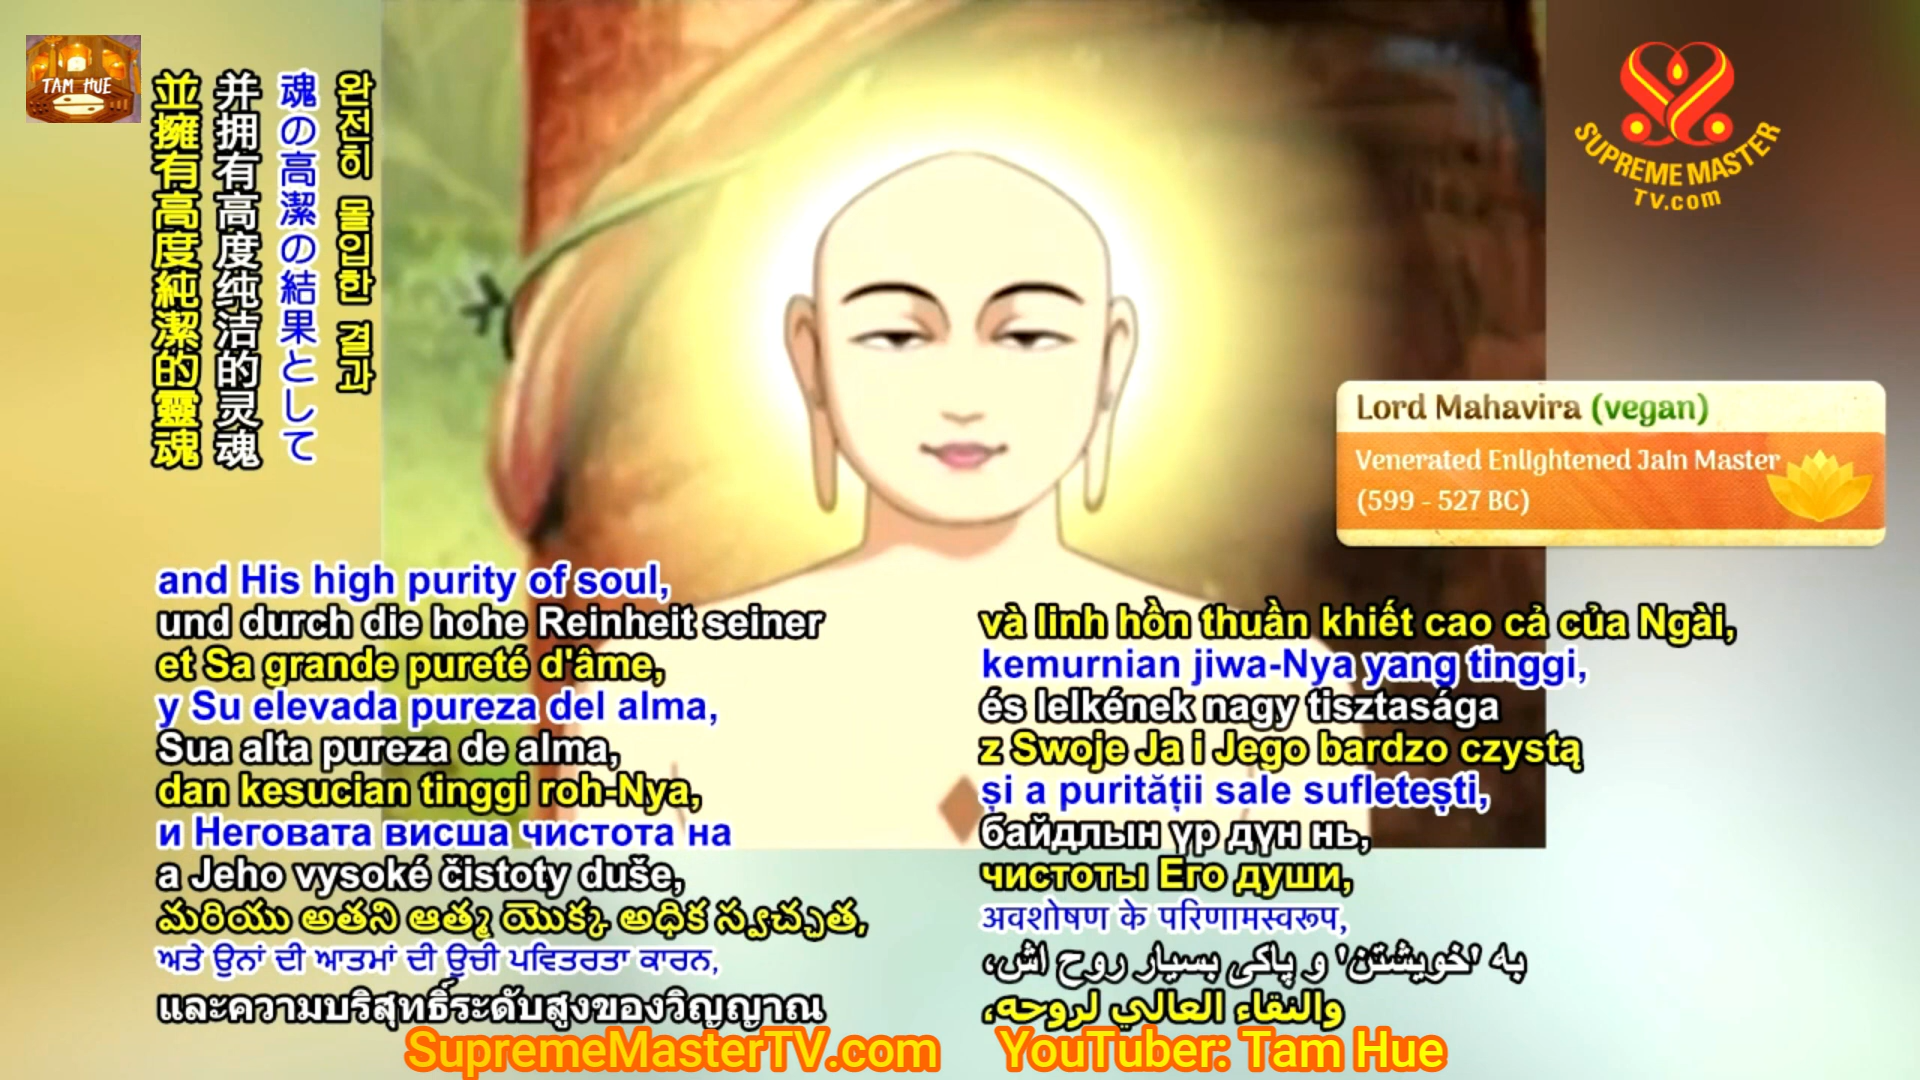 TAM HUE
並擁有高度純潔的靈魂
并拥有高度纯洁的灵魂
魂の高潔の結果として
완전히 몰입한 결과
SUPREME MASTER
TV.com
Lord Mahavira (vegan)
Venerated Enlightened Jain Master
(599 - 527 BC)
and His high purity of soul,
und durch die hohe Reinheit seiner
et Sa grande pureté d'âme,
y Su elevada pureza del alma,
Sua alta pureza de alma,
dan kesucian tinggi roh-Nya,
и Неговата висша чистота на
a Jeho vysoké čistoty duše,
మరియు అతని ఆత్మ యొక్క అధిక స్వచ్ఛత,
ਅਤੇ ਉਨਾਂ ਦੀ ਆਤਮਾਂ ਦੀ ਉਚੀ ਪਵਿਤਰਤਾ ਕਾਰਨ,
และความบริสุทธิ์ระดับสูงของวิญญาณ
và linh hồn thuần khiết cao cả của Ngài,
kemurnian jiwa-Nya yang tinggi,
és lelkének nagy tisztasága
z Swoje Ja i Jego bardzo czystą
și a purității sale sufletești,
байдлын үр дүн нь,
чистоты Его души,
अवशोषण के परिणामस्वरूप,
به 'خویشتن' و پاکی بسیار روح اش،
والنقاء العالي لروحه،
SupremeMasterTV.com
YouTuber: Tam Hue